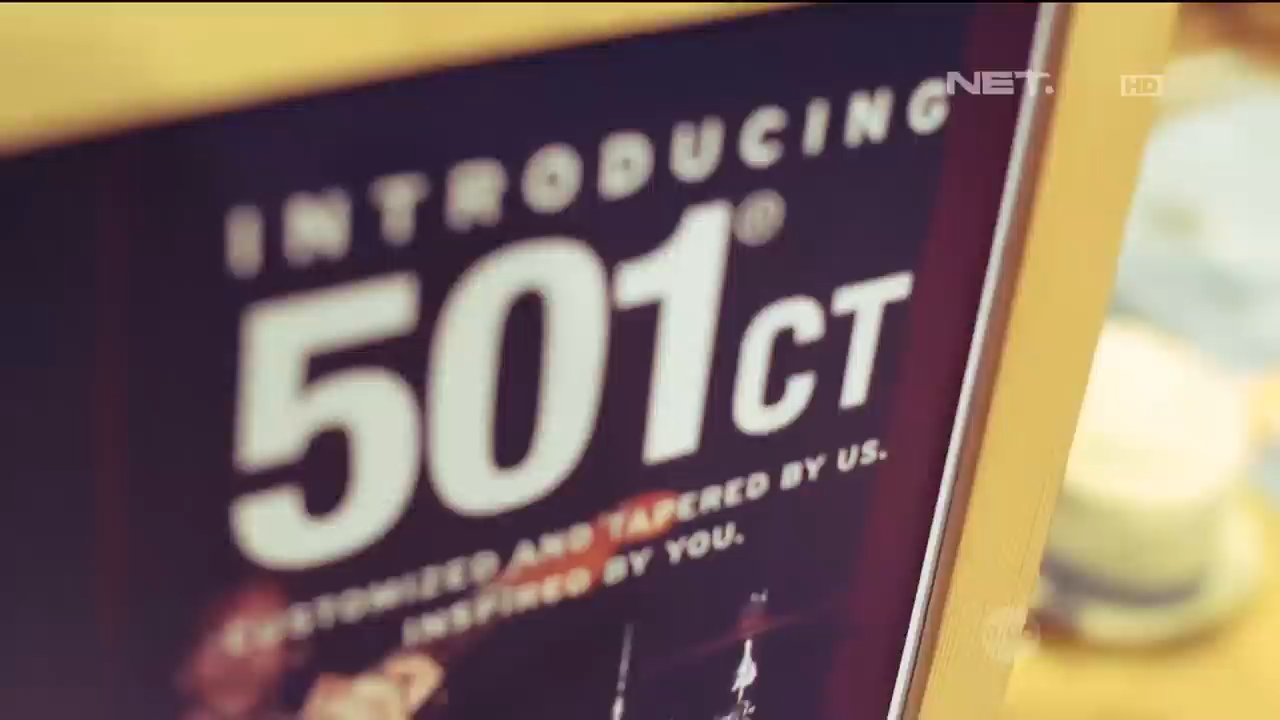 NET. HD
INTRODUCING
501®
CT
CUSTOMIZED AND TAPERED BY US.
INSPIRED BY YOU.